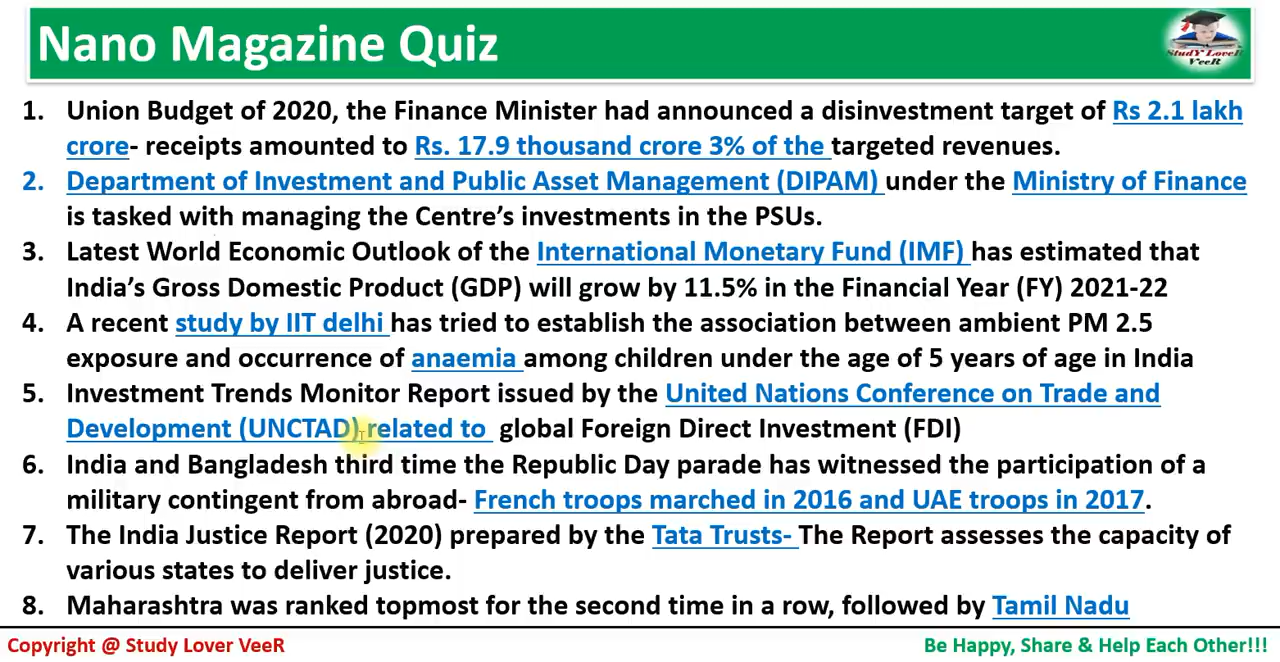 Nano Magazine Quiz
StudY LoveR
VeeR
1. Union Budget of 2020, the Finance Minister had announced a disinvestment target of Rs 2.1 lakh
crore- receipts amounted to Rs. 17.9 thousand crore 3% of the targeted revenues.
2. Department of Investment and Public Asset Management (DIPAM) under the Ministry of Finance
is tasked with managing the Centre's investments in the PSUs.
3. Latest World Economic Outlook of the International Monetary Fund (IMF) has estimated that
India's Gross Domestic Product (GDP) will grow by 11.5% in the Financial Year (FY) 2021-22
4. A recent study by IIT delhi has tried to establish the association between ambient PM 2.5
exposure and occurrence of anaemia among children under the age of 5 years of age in India
5. Investment Trends Monitor Report issued by the United Nations Conference on Trade and
Development (UNCTAD) related to global Foreign Direct Investment (FDI)
6. India and Bangladesh third time the Republic Day parade has witnessed the participation of a
military contingent from abroad- French troops marched in 2016 and UAE troops in 2017.
7. The India Justice Report (2020) prepared by the Tata Trusts- The Report assesses the capacity of
various states to deliver justice.
8. Maharashtra was ranked topmost for the second time in a row, followed by Tamil Nadu
Copyright @ Study Lover VeeR
Be Happy, Share & Help Each Other!!!